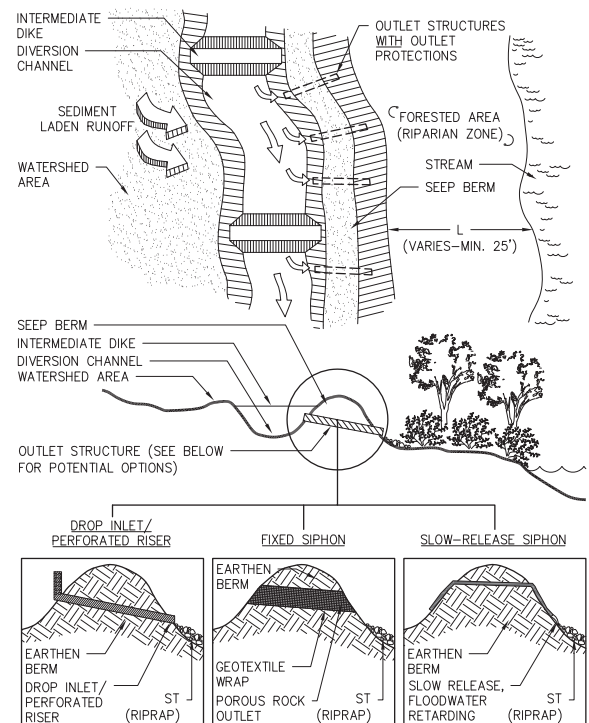 INTERMEDIATE
DIKE
DIVERSION
CHANNEL
OUTLET STRUCTURES
WITH OUTLET
PROTECTIONS
SEDIMENT
LADEN RUNOFF
FORESTED AREA
(RIPARIAN ZONE)
WATERSHED
AREA
STREAM
SEEP BERM
L
(VARIES-MIN. 25')
SEEP BERM
INTERMEDIATE DIKE
DIVERSION CHANNEL
WATERSHED AREA
OUTLET STRUCTURE (SEE BELOW
FOR POTENTIAL OPTIONS)
DROP INLET/
PERFORATED RISER
FIXED SIPHON
SLOW-RELEASE SIPHON
EARTHEN
BERM
DROP INLET/
PERFORATED
RISER
ST
(RIPRAP)
EARTHEN
BERM
GEOTEXTILE
WRAP
POROUS ROCK
OUTLET
ST
(RIPRAP)
EARTHEN
BERM
SLOW RELEASE,
FLOODWATER
RETARDING
ST
(RIPRAP)